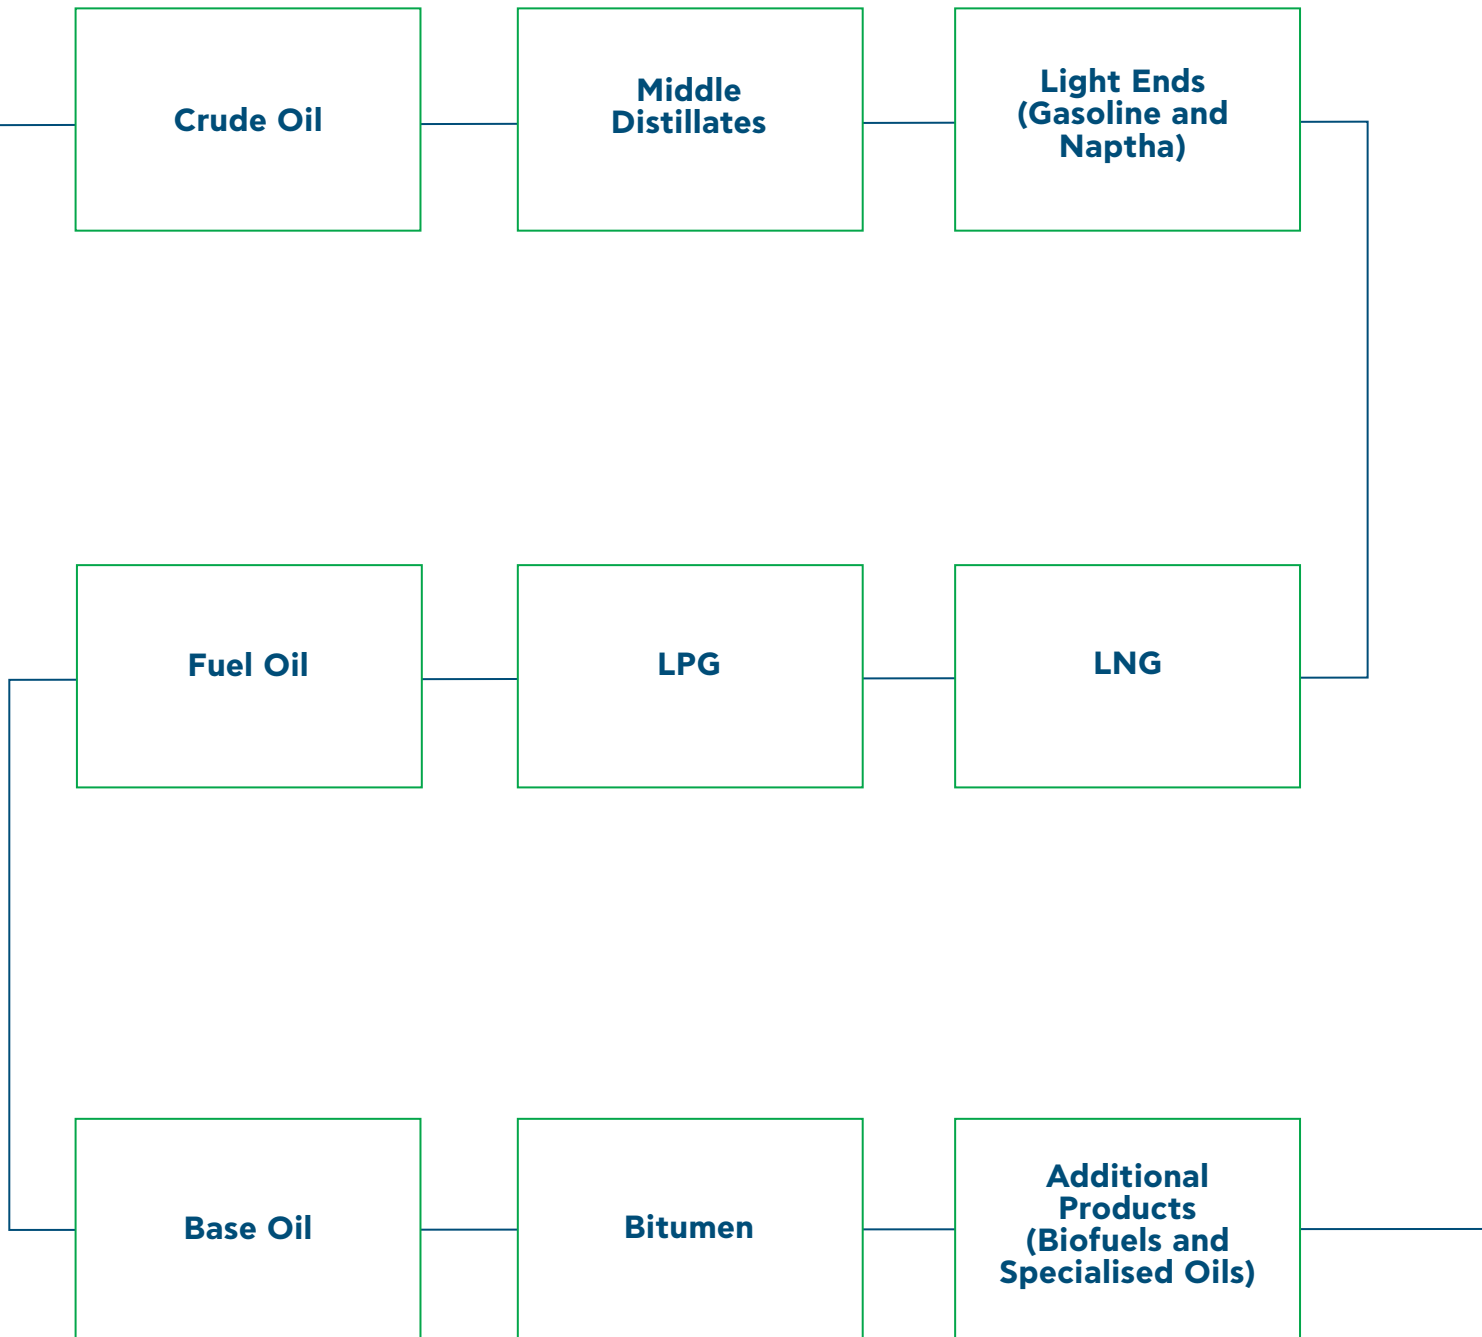 Crude Oil
Middle
Distillates
Light Ends
(Gasoline and
Naptha)
Fuel Oil
LPG
LNG
Base Oil
Bitumen
Additional
Products
(Biofuels and
Specialised Oils)